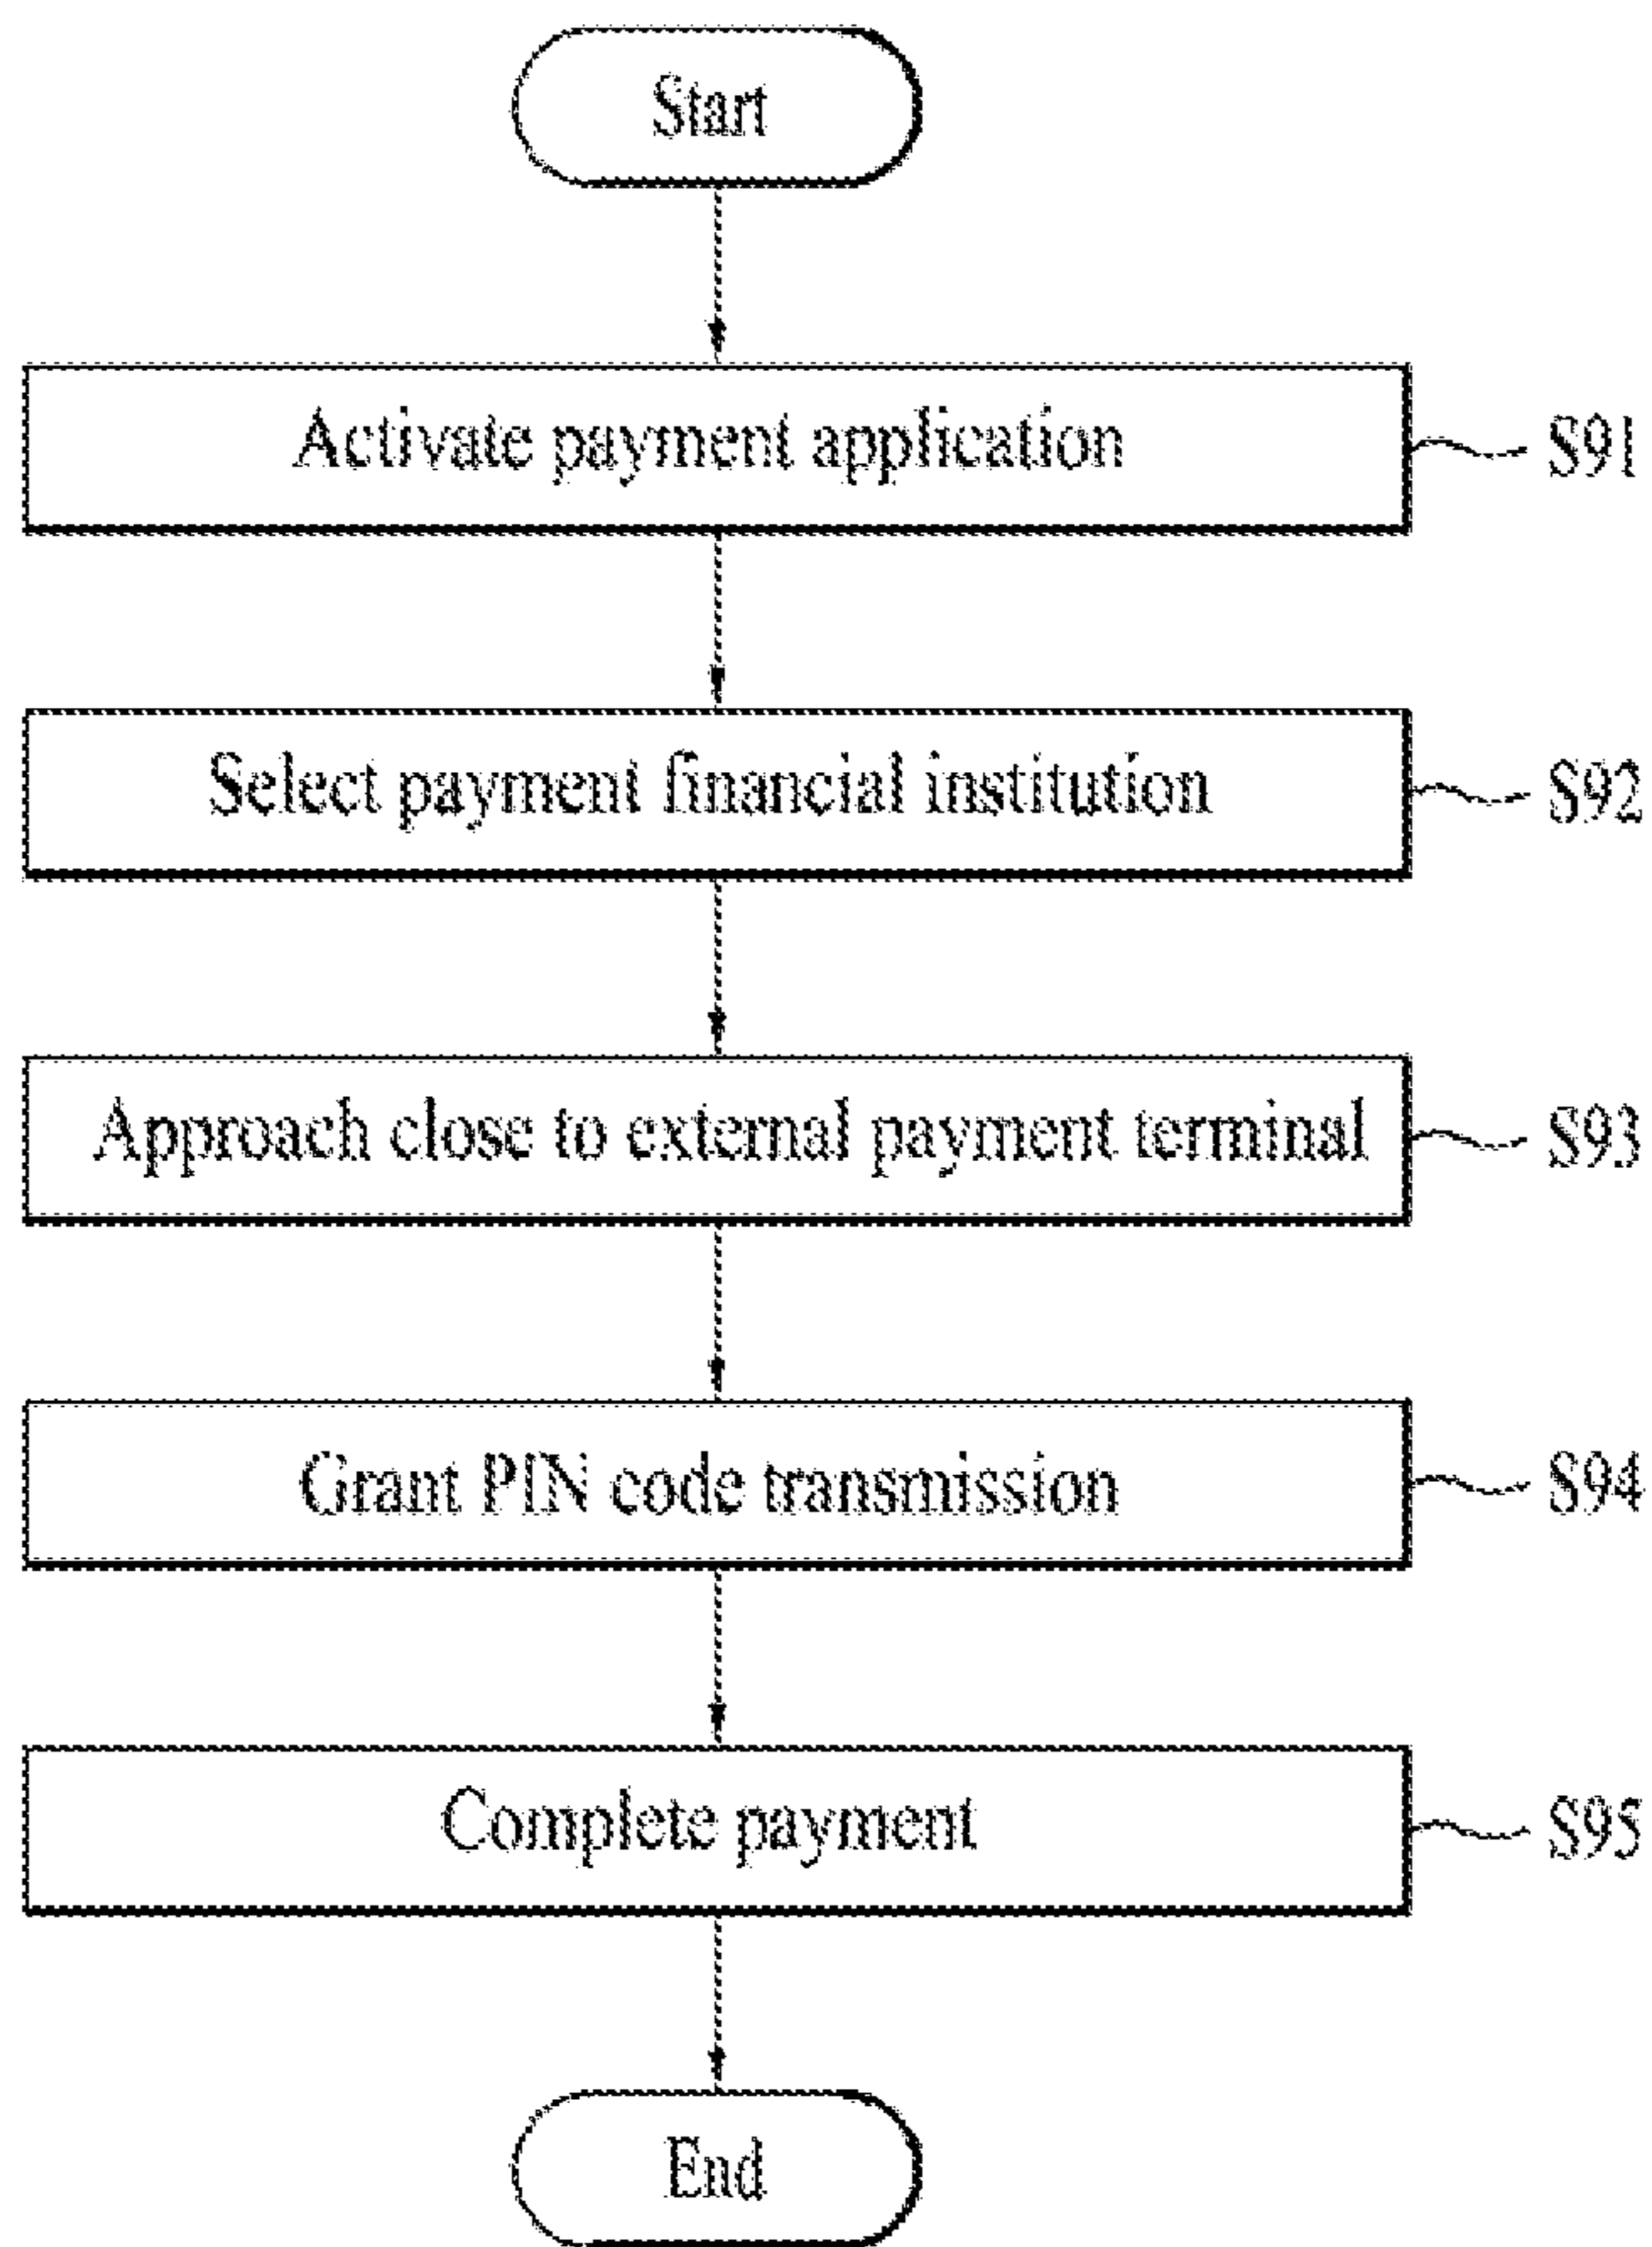 Start
Activate payment application
S91
Select payment financial institution
S92
Approach close to external payment terminal
S93
Grant PIN code transmission
S94
Complete payment
S95
End